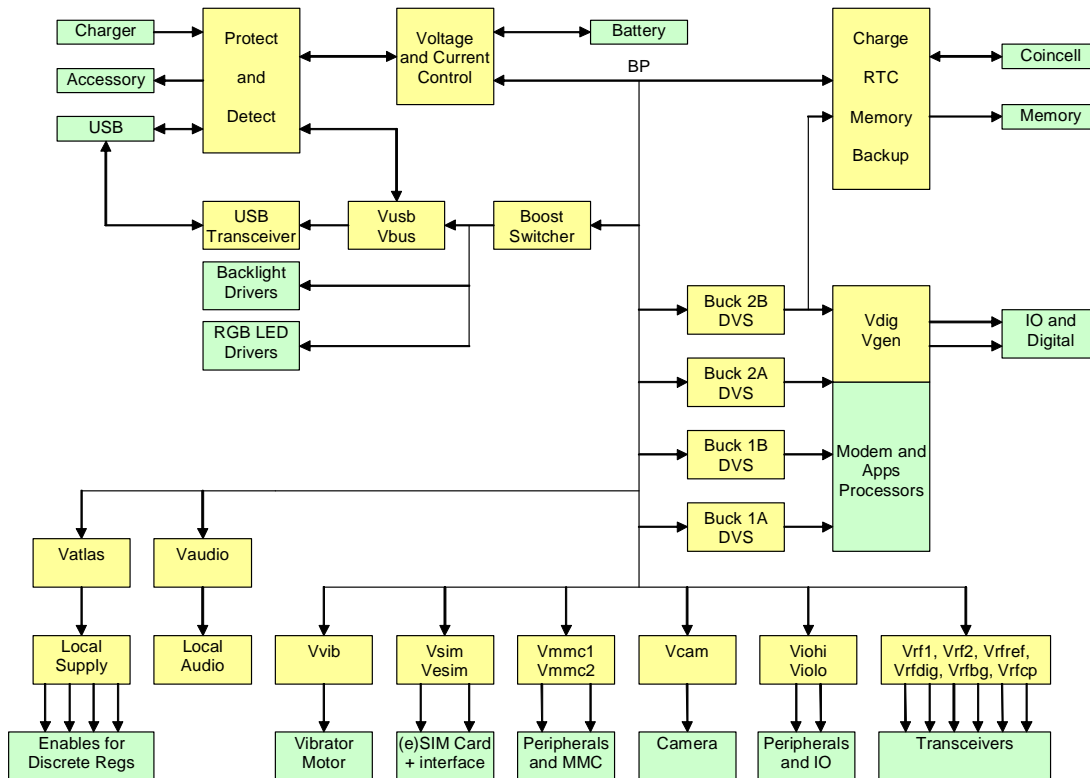 Charger
Protect
and
Detect
Voltage
and Current
Control
Battery
Charge
RTC
Memory
Backup
Coincell
Accessory
BP
USB
Memory
USB
Transceiver
Vusb
Vbus
Boost
Switcher
Backlight
Drivers
RGB LED
Drivers
Buck 2B
DVS
Vdig
Vgen
IO and
Digital
Buck 2A
DVS
Buck 1B
DVS
Modem and
Apps
Processors
Buck 1A
DVS
Vatlas
Vaudio
Local
Supply
Local
Audio
Vvib
Vsim
Vesim
Vmmc1
Vmmc2
Vcam
Viohi
Violo
Vrf1, Vrf2, Vrfref,
Vrfdig, Vrfbg, Vrfcp
Enables for
Discrete Regs
Vibrator
Motor
(e)SIM Card
+ interface
Peripherals
and MMC
Camera
Peripherals
and IO
Transceivers